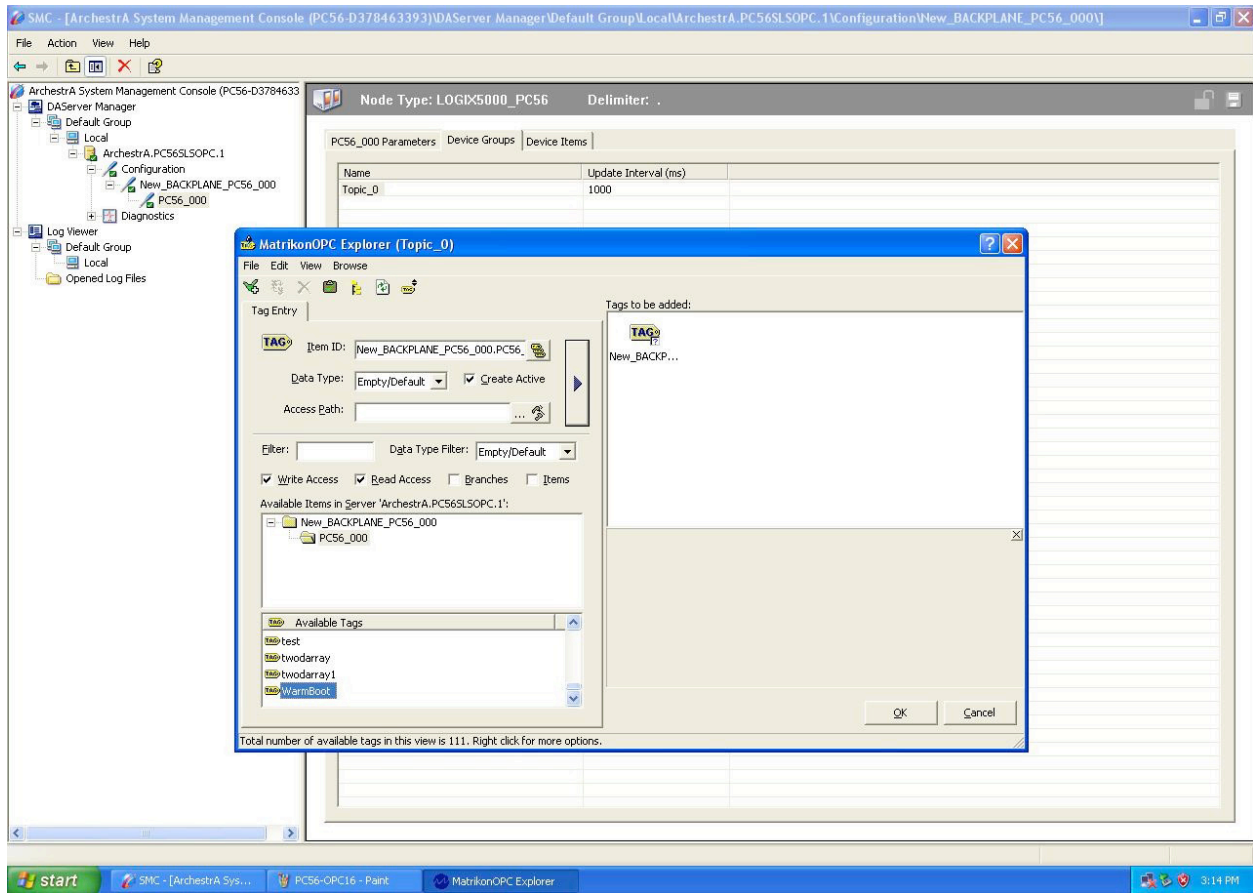 SMC - [ArchestrA System Management Console (PC56-D378463393)\DAServer Manager\Default Group\Local\ArchestrA.PC56SLSOPC.1\Configuration\New_BACKPLANE_PC56_000\]
File Action View Help
ArchestrA System Management Console (PC56-D3784633
DAServer Manager
Default Group
Local
ArchestrA.PC56SLSOPC.1
Configuration
New_BACKPLANE_PC56_000
PC56_000
Diagnostics
Log Viewer
Default Group
Local
Opened Log Files
Node Type: LOGIX5000_PC56 Delimiter: .
PC56_000 Parameters Device Groups Device Items
Name Update Interval (ms)
Topic_0 1000
MatrikonOPC Explorer (Topic_0)
File Edit View Browse
Tag Entry
TAG Item ID: New_BACKPLANE_PC56_000.PC56_
Data Type: Empty/Default Create Active
Access Path: ...
Filter: Data Type Filter: Empty/Default
Write Access Read Access Branches Items
Available Items in Server 'ArchestrA.PC56SLSOPC.1':
New_BACKPLANE_PC56_000
PC56_000
Available Tags
test
twodarray
twodarray1
WarmBoot
Tags to be added:
TAG
New_BACKP...
OK Cancel
Total number of available tags in this view is 111. Right click for more options.
start SMC - [ArchestrA Sys... PC56-OPC16 - Paint MatrikonOPC Explorer 3:14 PM